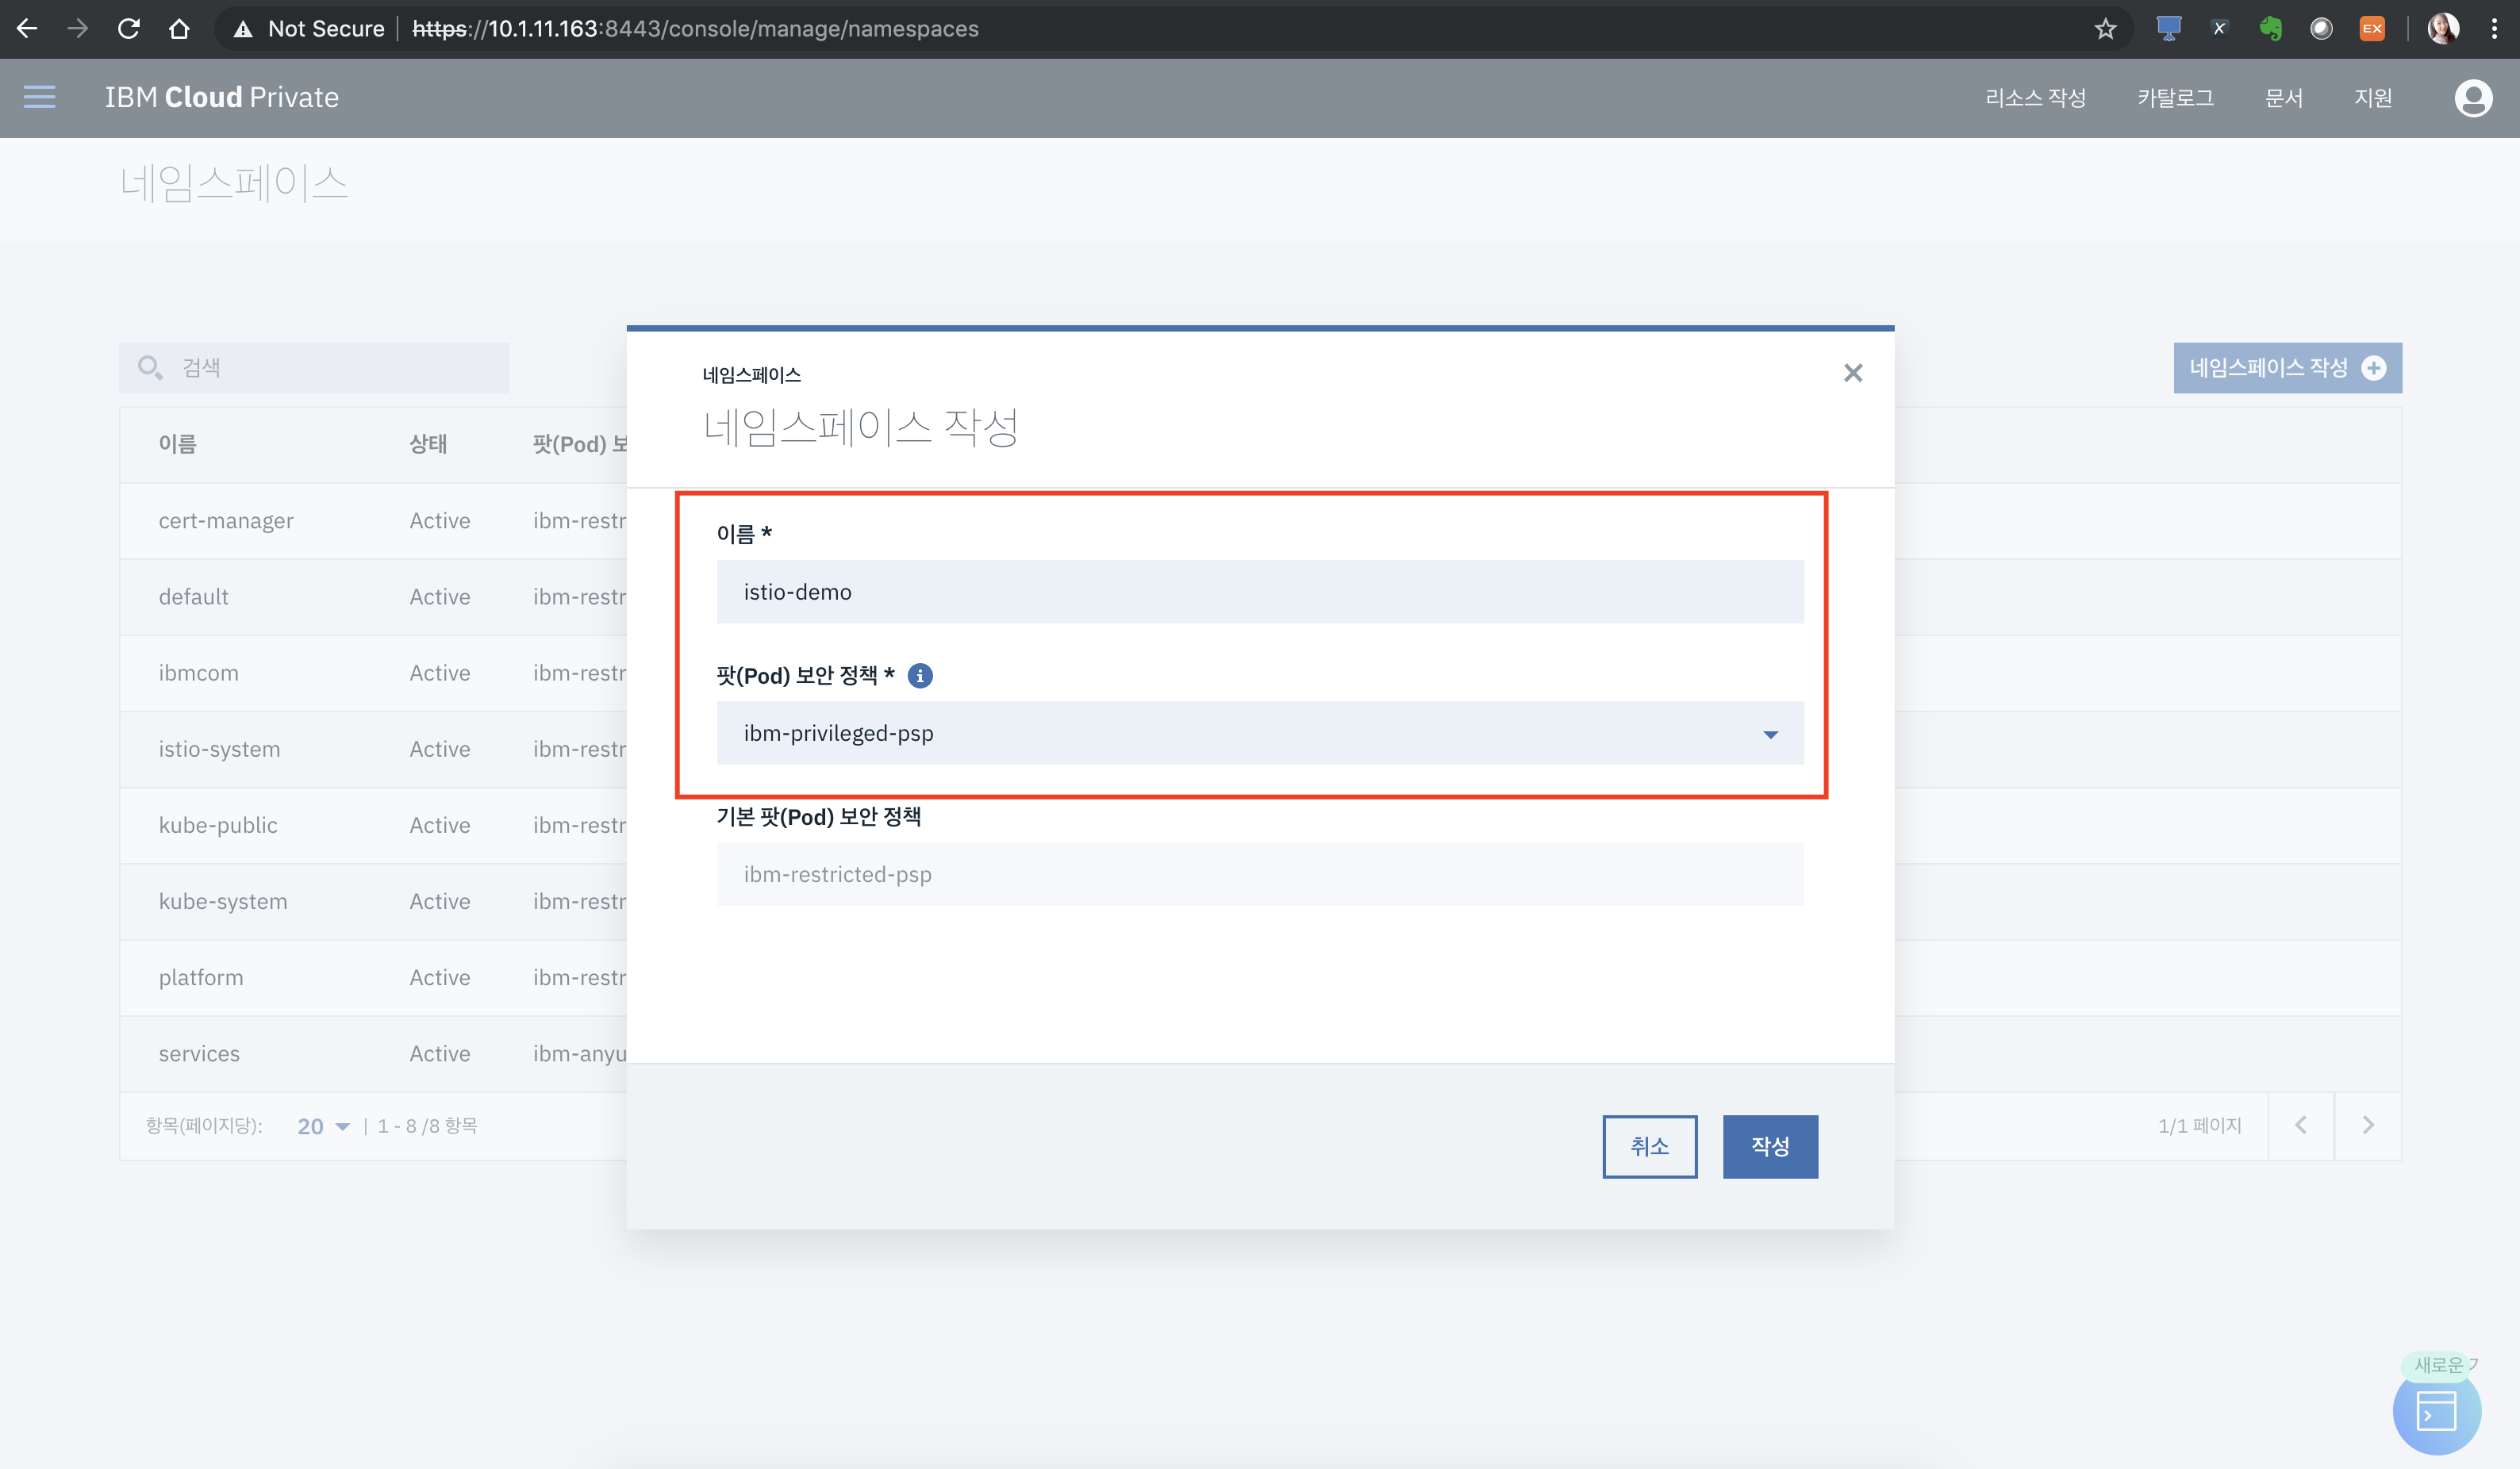 Not Secure | https://10.1.11.163:8443/console/manage/namespaces
EX
IBM Cloud Private
리소스 작성
카탈로그
문서
지원
네임스페이스
검색
네임스페이스 작성
이름
상태
팟(Pod)
cert-manager
Active
ibm-restr
default
Active
ibm-restr
ibmcom
Active
ibm-restr
istio-system
Active
ibm-restr
kube-public
Active
ibm-restr
kube-system
Active
ibm-restr
platform
Active
ibm-restr
services
Active
ibm-anyu
항목(페이지당): 20 | 1 - 8 /8 항목
1/1 페이지
네임스페이스
네임스페이스 작성
이름 *
istio-demo
팟(Pod) 보안 정책 *
ibm-privileged-psp
기본 팟(Pod) 보안 정책
ibm-restricted-psp
취소
작성
새로운